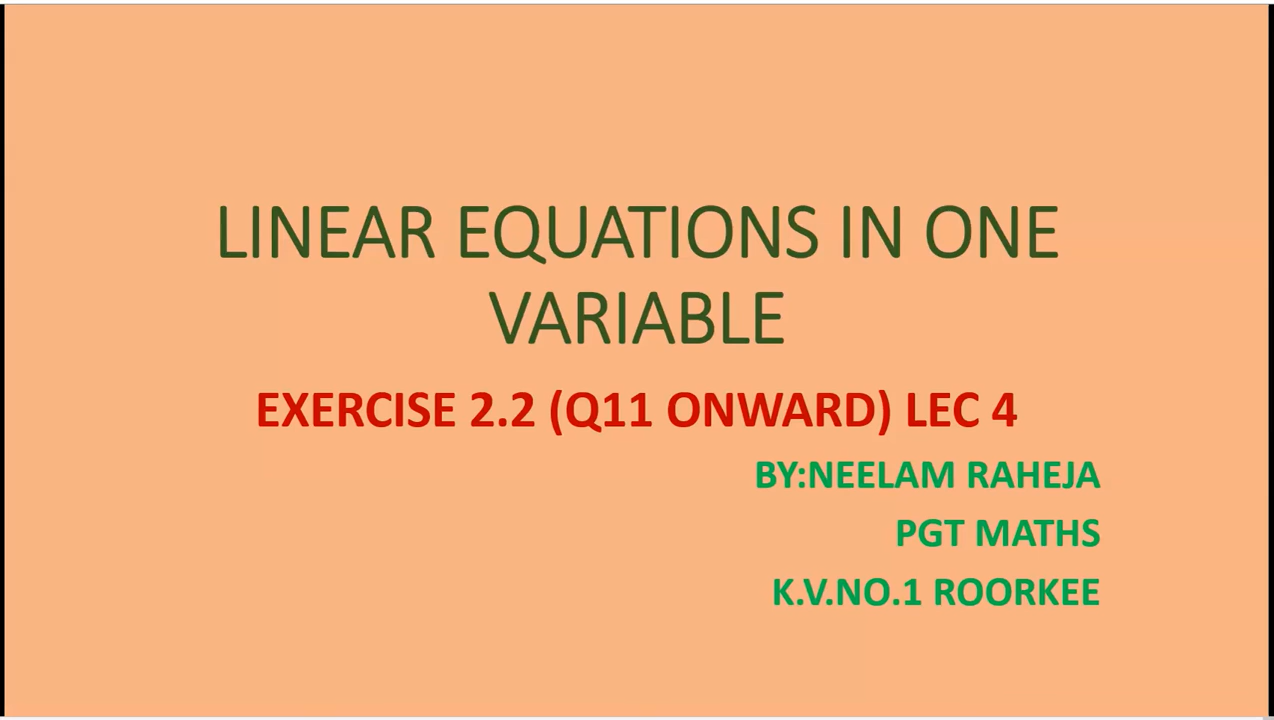 LINEAR EQUATIONS IN ONE
VARIABLE
EXERCISE 2.2 (Q11 ONWARD) LEC 4
BY:NEELAM RAHEJA
PGT MATHS
K.V.NO.1 ROORKEE